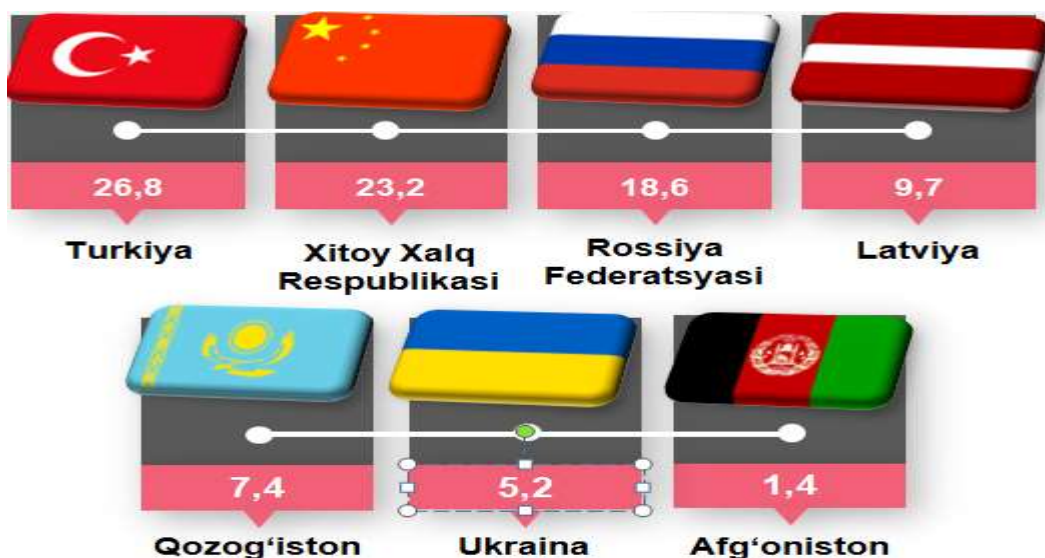 26,8 23,2 18,6 9,7
Turkiya Xitoy Xalq Respublikasi Rossiya Federatsyasi Latviya
7,4 5,2 1,4
Qozog‘iston Ukraina Afg‘oniston